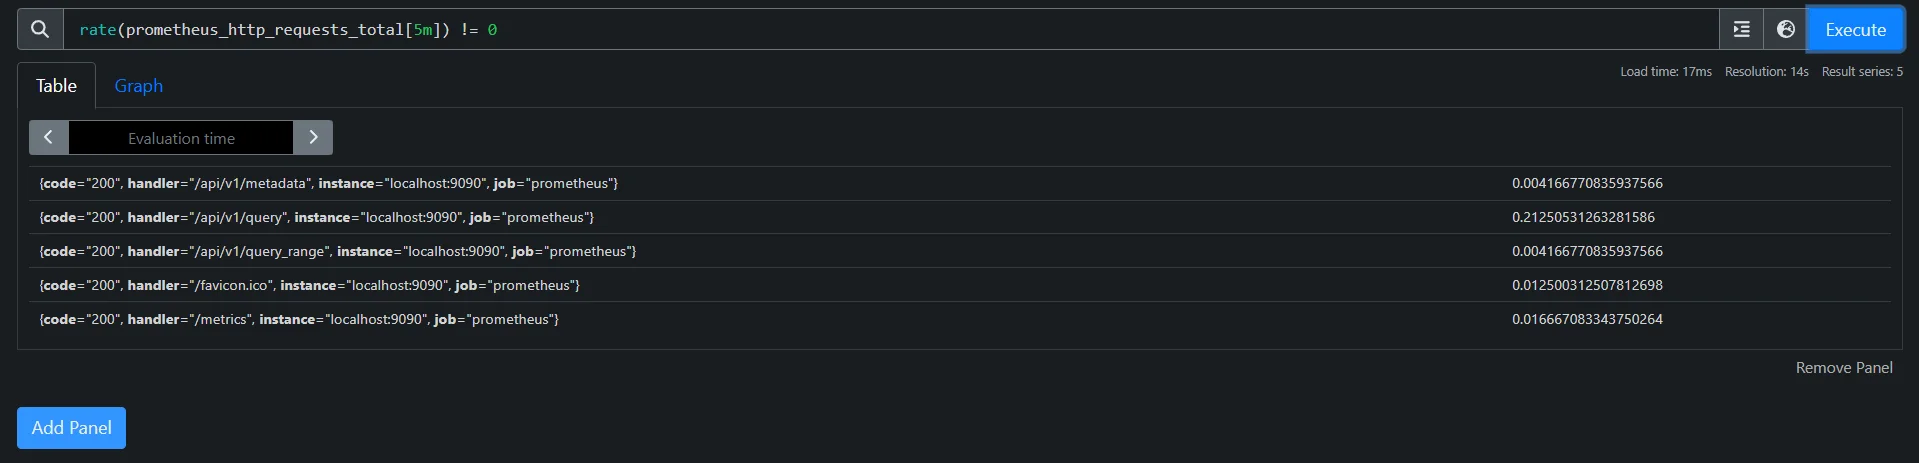 rate(prometheus_http_requests_total[5m]) != 0
Execute
Table
Graph
Load time: 17ms Resolution: 14s Result series: 5
Evaluation time
{code="200", handler="/api/v1/metadata", instance="localhost:9090", job="prometheus"} 0.004166770835937566
{code="200", handler="/api/v1/query", instance="localhost:9090", job="prometheus"} 0.21250531263281586
{code="200", handler="/api/v1/query_range", instance="localhost:9090", job="prometheus"} 0.004166770835937566
{code="200", handler="/favicon.ico", instance="localhost:9090", job="prometheus"} 0.012500312507812698
{code="200", handler="/metrics", instance="localhost:9090", job="prometheus"} 0.016667083343750264
Remove Panel
Add Panel